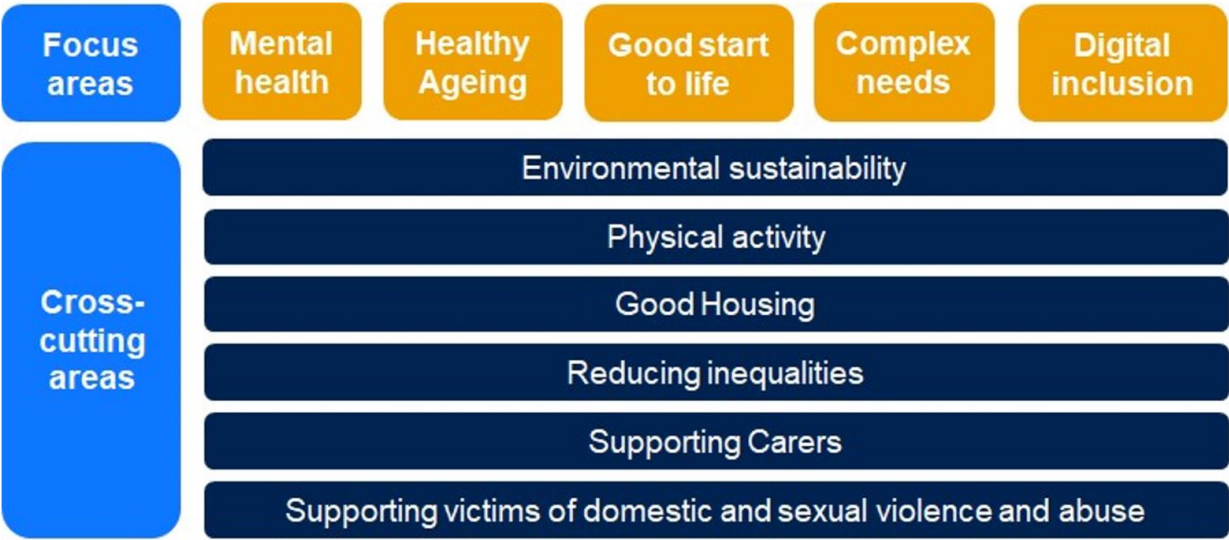 Focus
areas
Mental
health
Healthy
Ageing
Good start
to life
Complex
needs
Digital
inclusion
Cross-
cutting
areas
Environmental sustainability
Physical activity
Good Housing
Reducing inequalities
Supporting Carers
Supporting victims of domestic and sexual violence and abuse